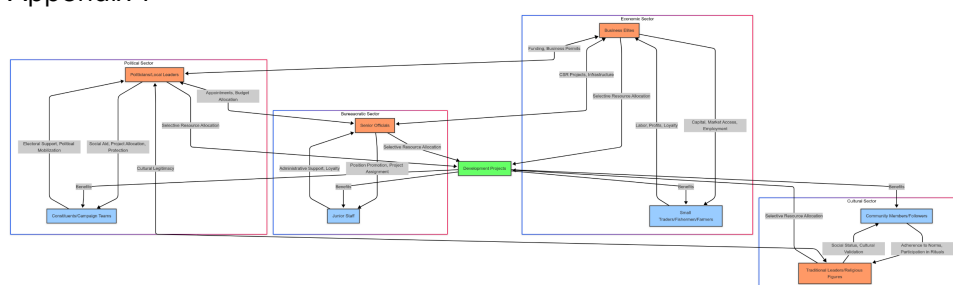 Economic Sector
Business Elites
Funding, Business Permits
Political Sector
Politicians/Local Leaders
CSR Projects, Infrastructure
Appointments, Budget
Allocation,
Selective Resource Allocation
Bureaucratic Sector
Senior Officials
Selective Resource Allocation
Labor, Profits, Loyalty
Capital, Market Access,
Employment
Electoral Support, Political
Mobilization
Social Aid, Project Allocation,
Protection
Selective Resource Allocation
Cultural Legitimacy
Administrative Support, Loyalty
Position Promotion, Project
Assignment
Development Projects
Benefits
Benefits
Benefits
Benefits
Constituents/Campaign Teams
Junior Staff
Small
Traders/Fishermen/Farmers
Cultural Sector
Selective Resource Allocation
Community Members/Followers
Social Status, Cultural
Validation
Adherence to Norms,
Participation in Rituals
Traditional Leaders/Religious
Figures